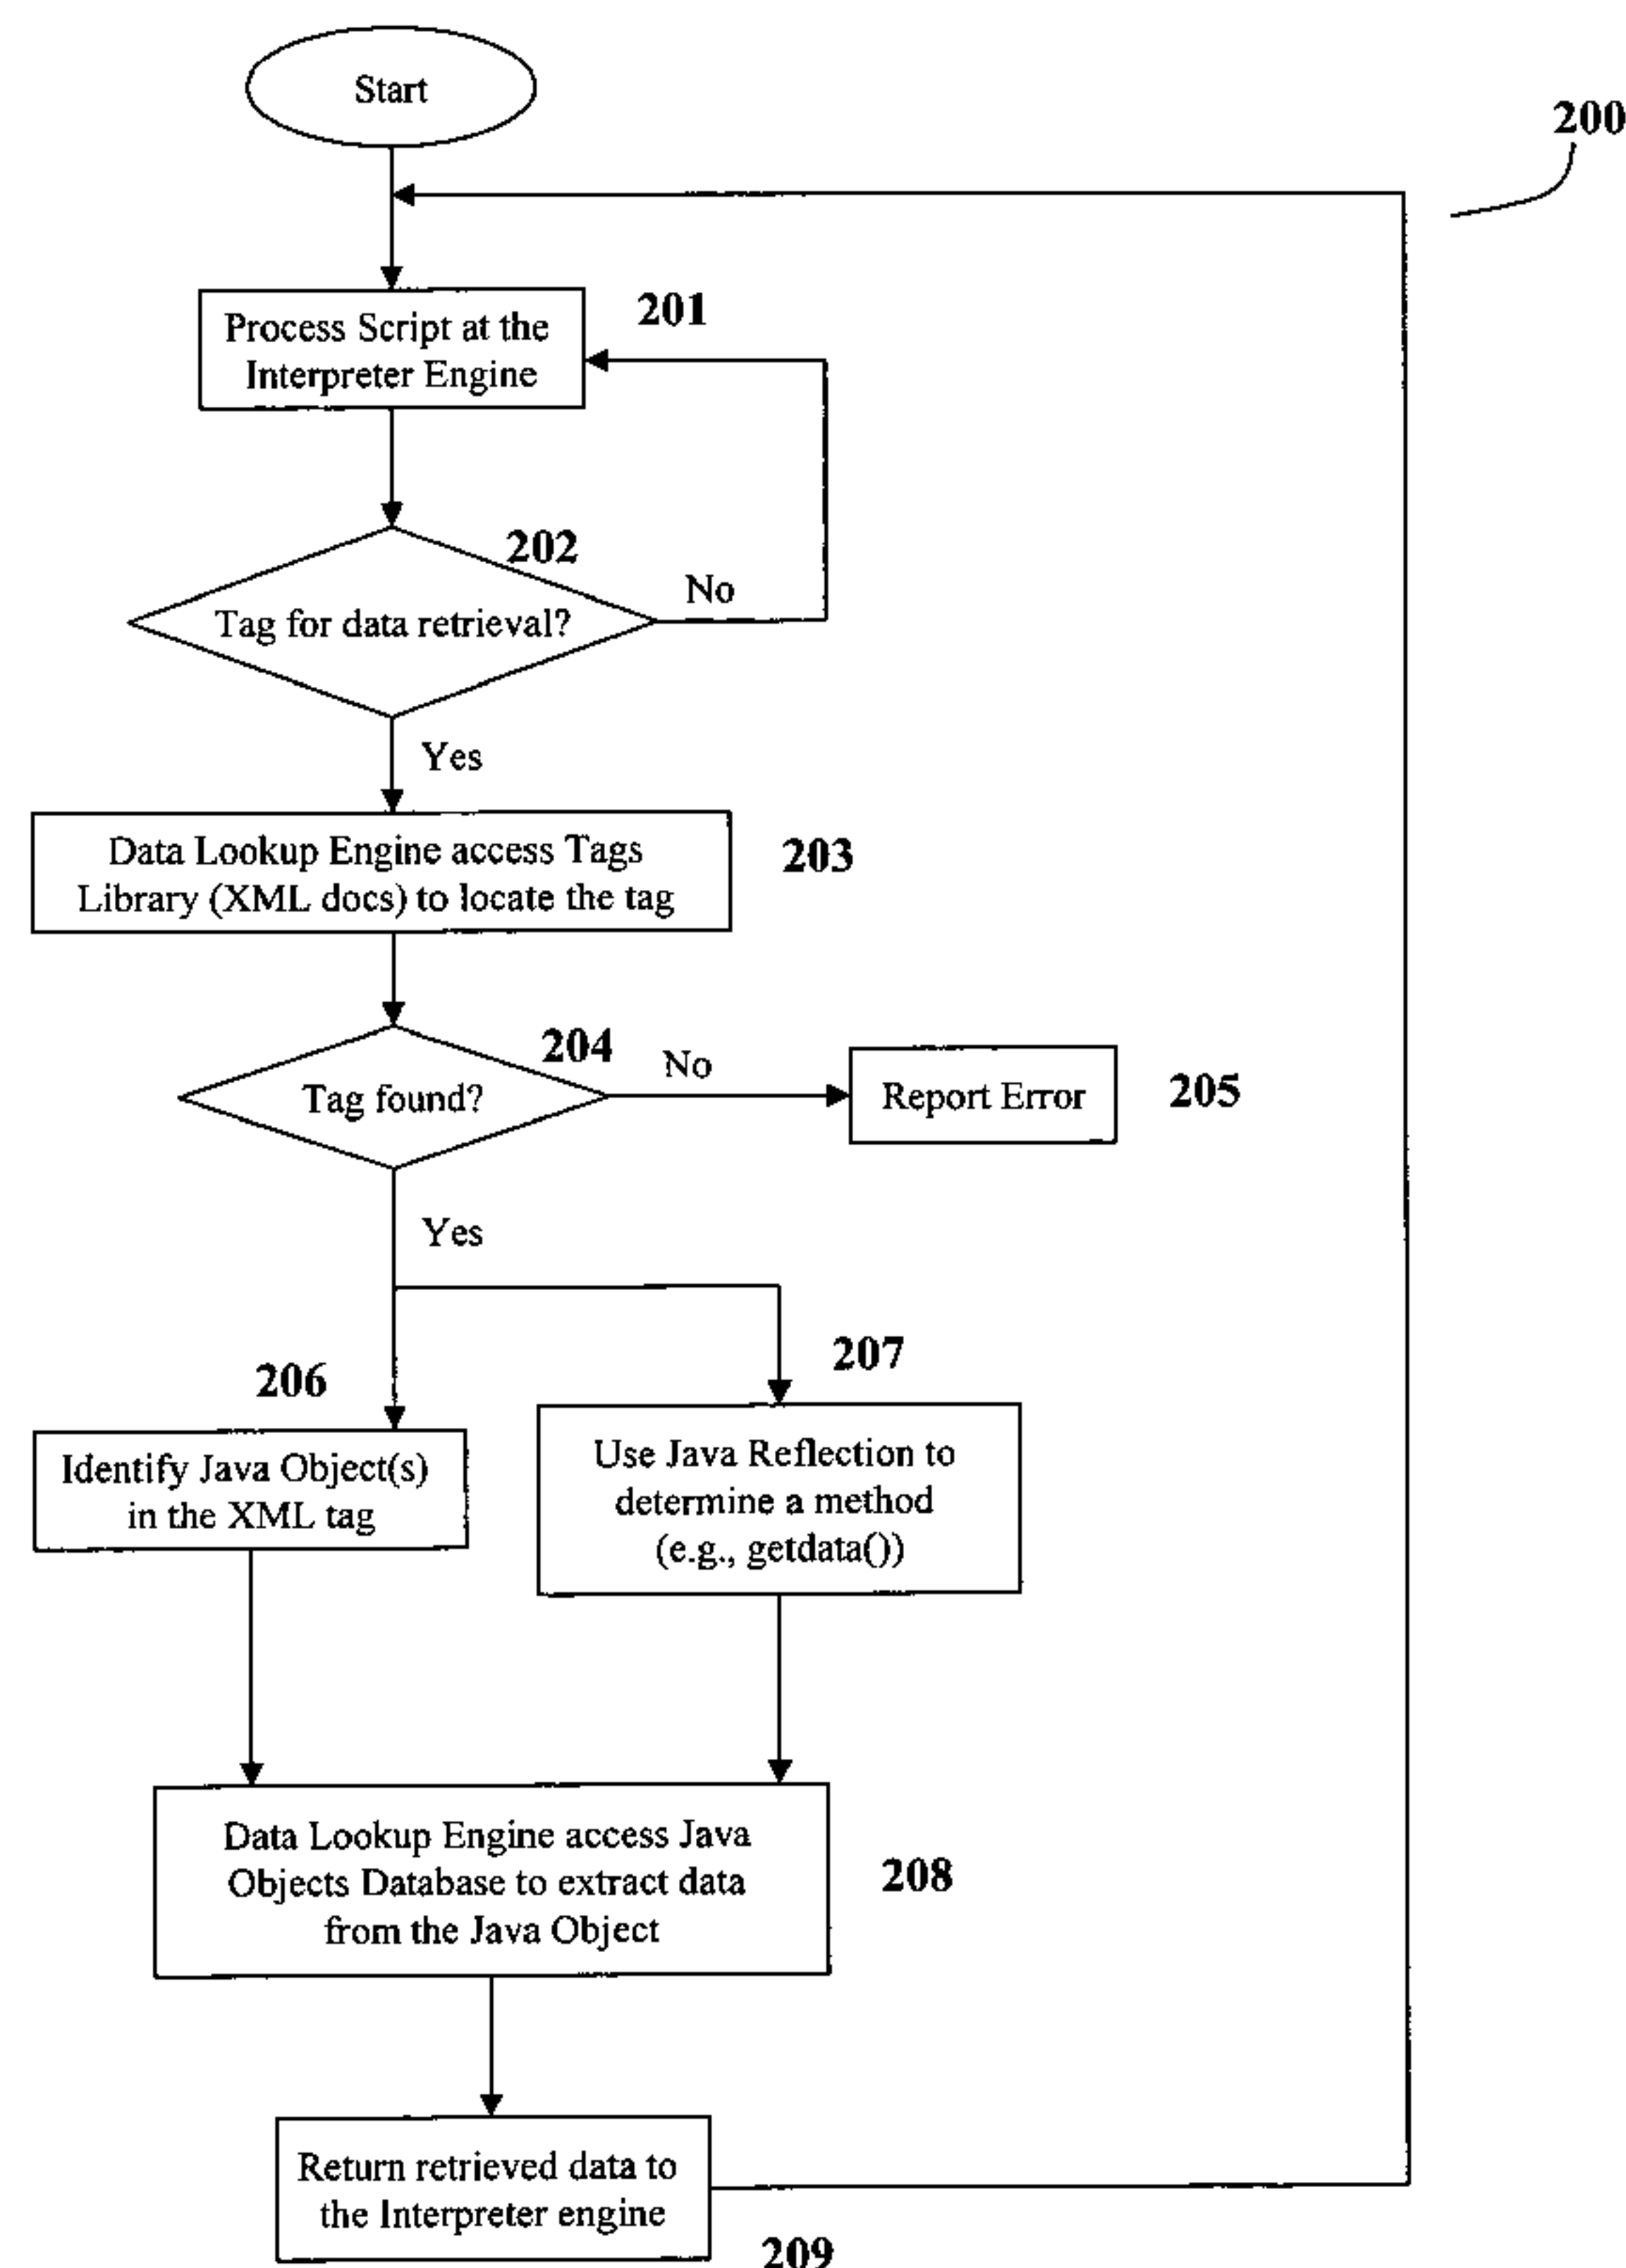 Start
200
Process Script at the
Interpreter Engine
201
202
Tag for data retrieval?
No
Yes
Data Lookup Engine access Tags
Library (XML docs) to locate the tag
203
204
Tag found?
No
Report Error
205
Yes
206
207
Identify Java Object(s)
in the XML tag
Use Java Reflection to
determine a method
(e.g., getdata())
Data Lookup Engine access Java
Objects Database to extract data
from the Java Object
208
Return retrieved data to
the Interpreter engine
209